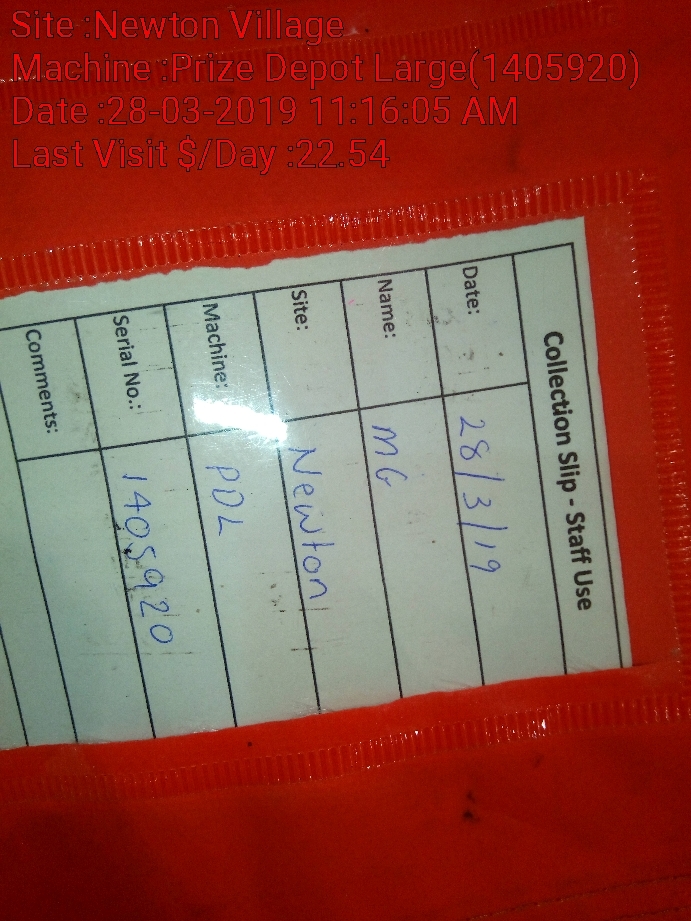 Site :Newton Village
Machine :Prize Depot Large(1405920)
Date :28-03-2019 11:16:05 AM
Last Visit $/Day :22.54
Collection Slip - Staff Use
Date: 28/3/19
Name: MG
Site: Newton
Machine: PDL
Serial No.: 1405920
Comments: